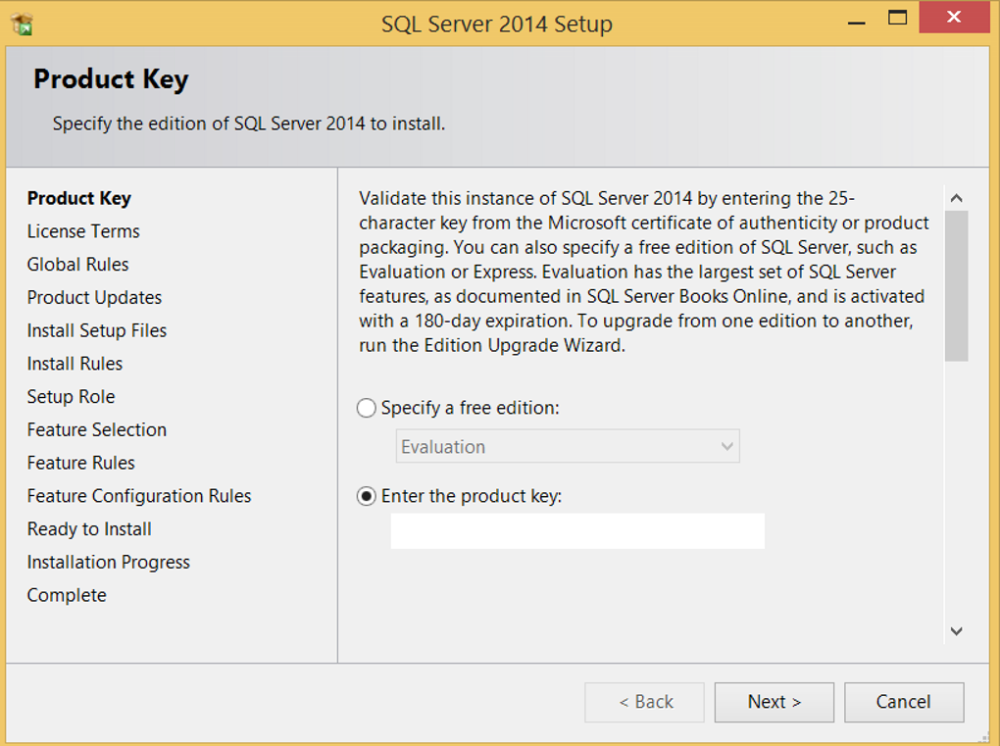 SQL Server 2014 Setup
Product Key
Specify the edition of SQL Server 2014 to install.
Product Key
License Terms
Global Rules
Product Updates
Install Setup Files
Install Rules
Setup Role
Feature Selection
Feature Rules
Feature Configuration Rules
Ready to Install
Installation Progress
Complete
Validate this instance of SQL Server 2014 by entering the 25-
character key from the Microsoft certificate of authenticity or product
packaging. You can also specify a free edition of SQL Server, such as
Evaluation or Express. Evaluation has the largest set of SQL Server
features, as documented in SQL Server Books Online, and is activated
with a 180-day expiration. To upgrade from one edition to another,
run the Edition Upgrade Wizard.
Specify a free edition:
Evaluation
Enter the product key:
< Back
Next >
Cancel